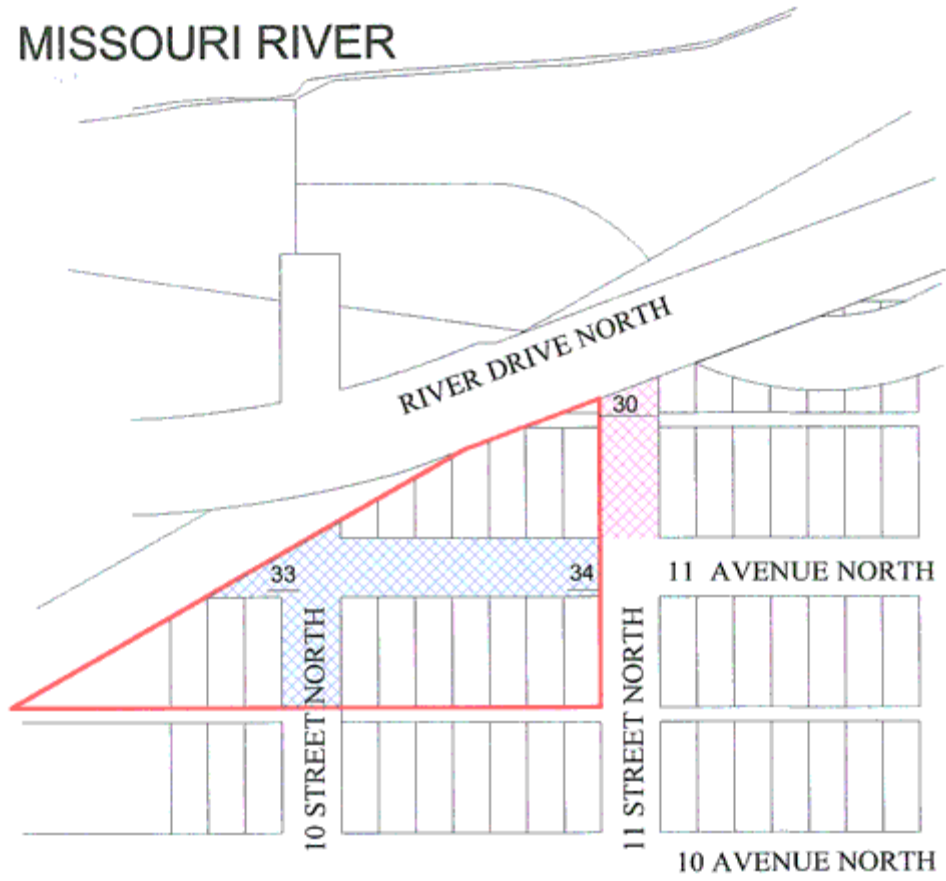 MISSOURI RIVER
RIVER DRIVE NORTH
30
33
34
11 AVENUE NORTH
10 STREET NORTH
11 STREET NORTH
10 AVENUE NORTH